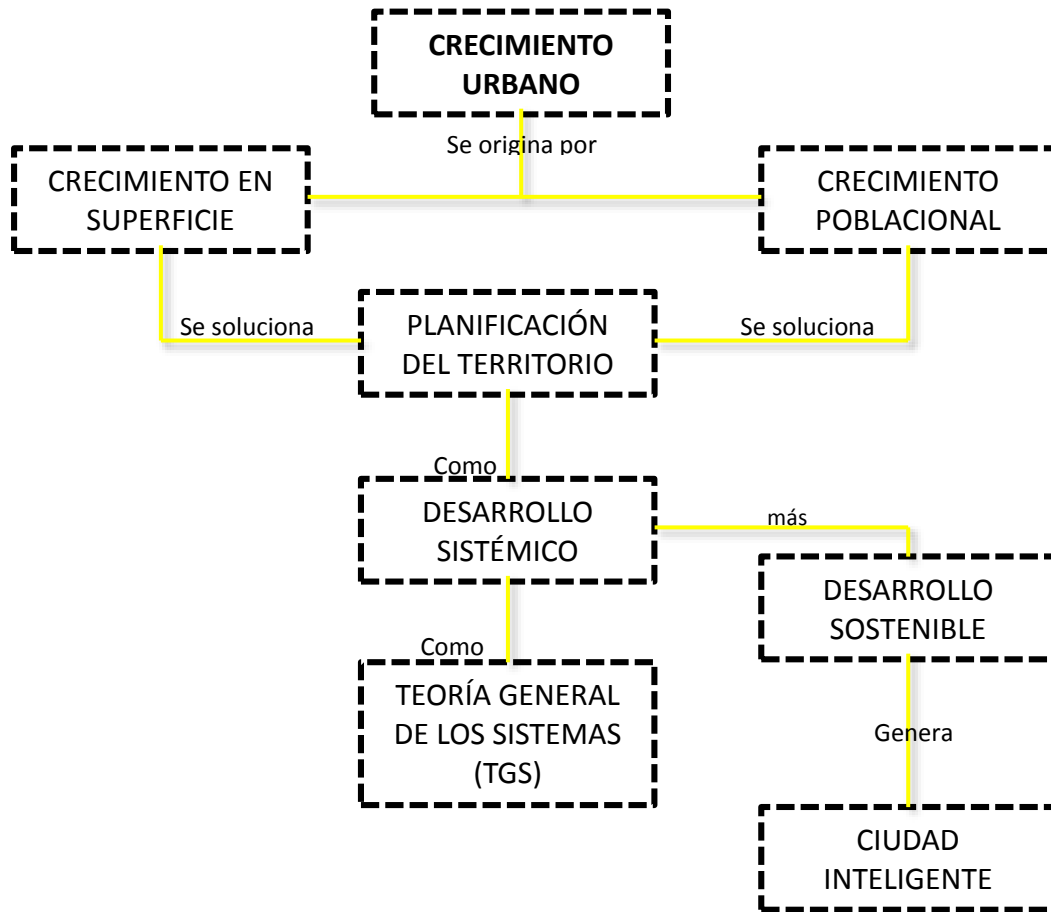 CRECIMIENTO
URBANO
Se origina por
CRECIMIENTO EN
SUPERFICIE
CRECIMIENTO
POBLACIONAL
Se soluciona
PLANIFICACIÓN
DEL TERRITORIO
Se soluciona
Como
DESARROLLO
SISTÉMICO
más
DESARROLLO
SOSTENIBLE
Como
TEORÍA GENERAL
DE LOS SISTEMAS
(TGS)
Genera
CIUDAD
INTELIGENTE